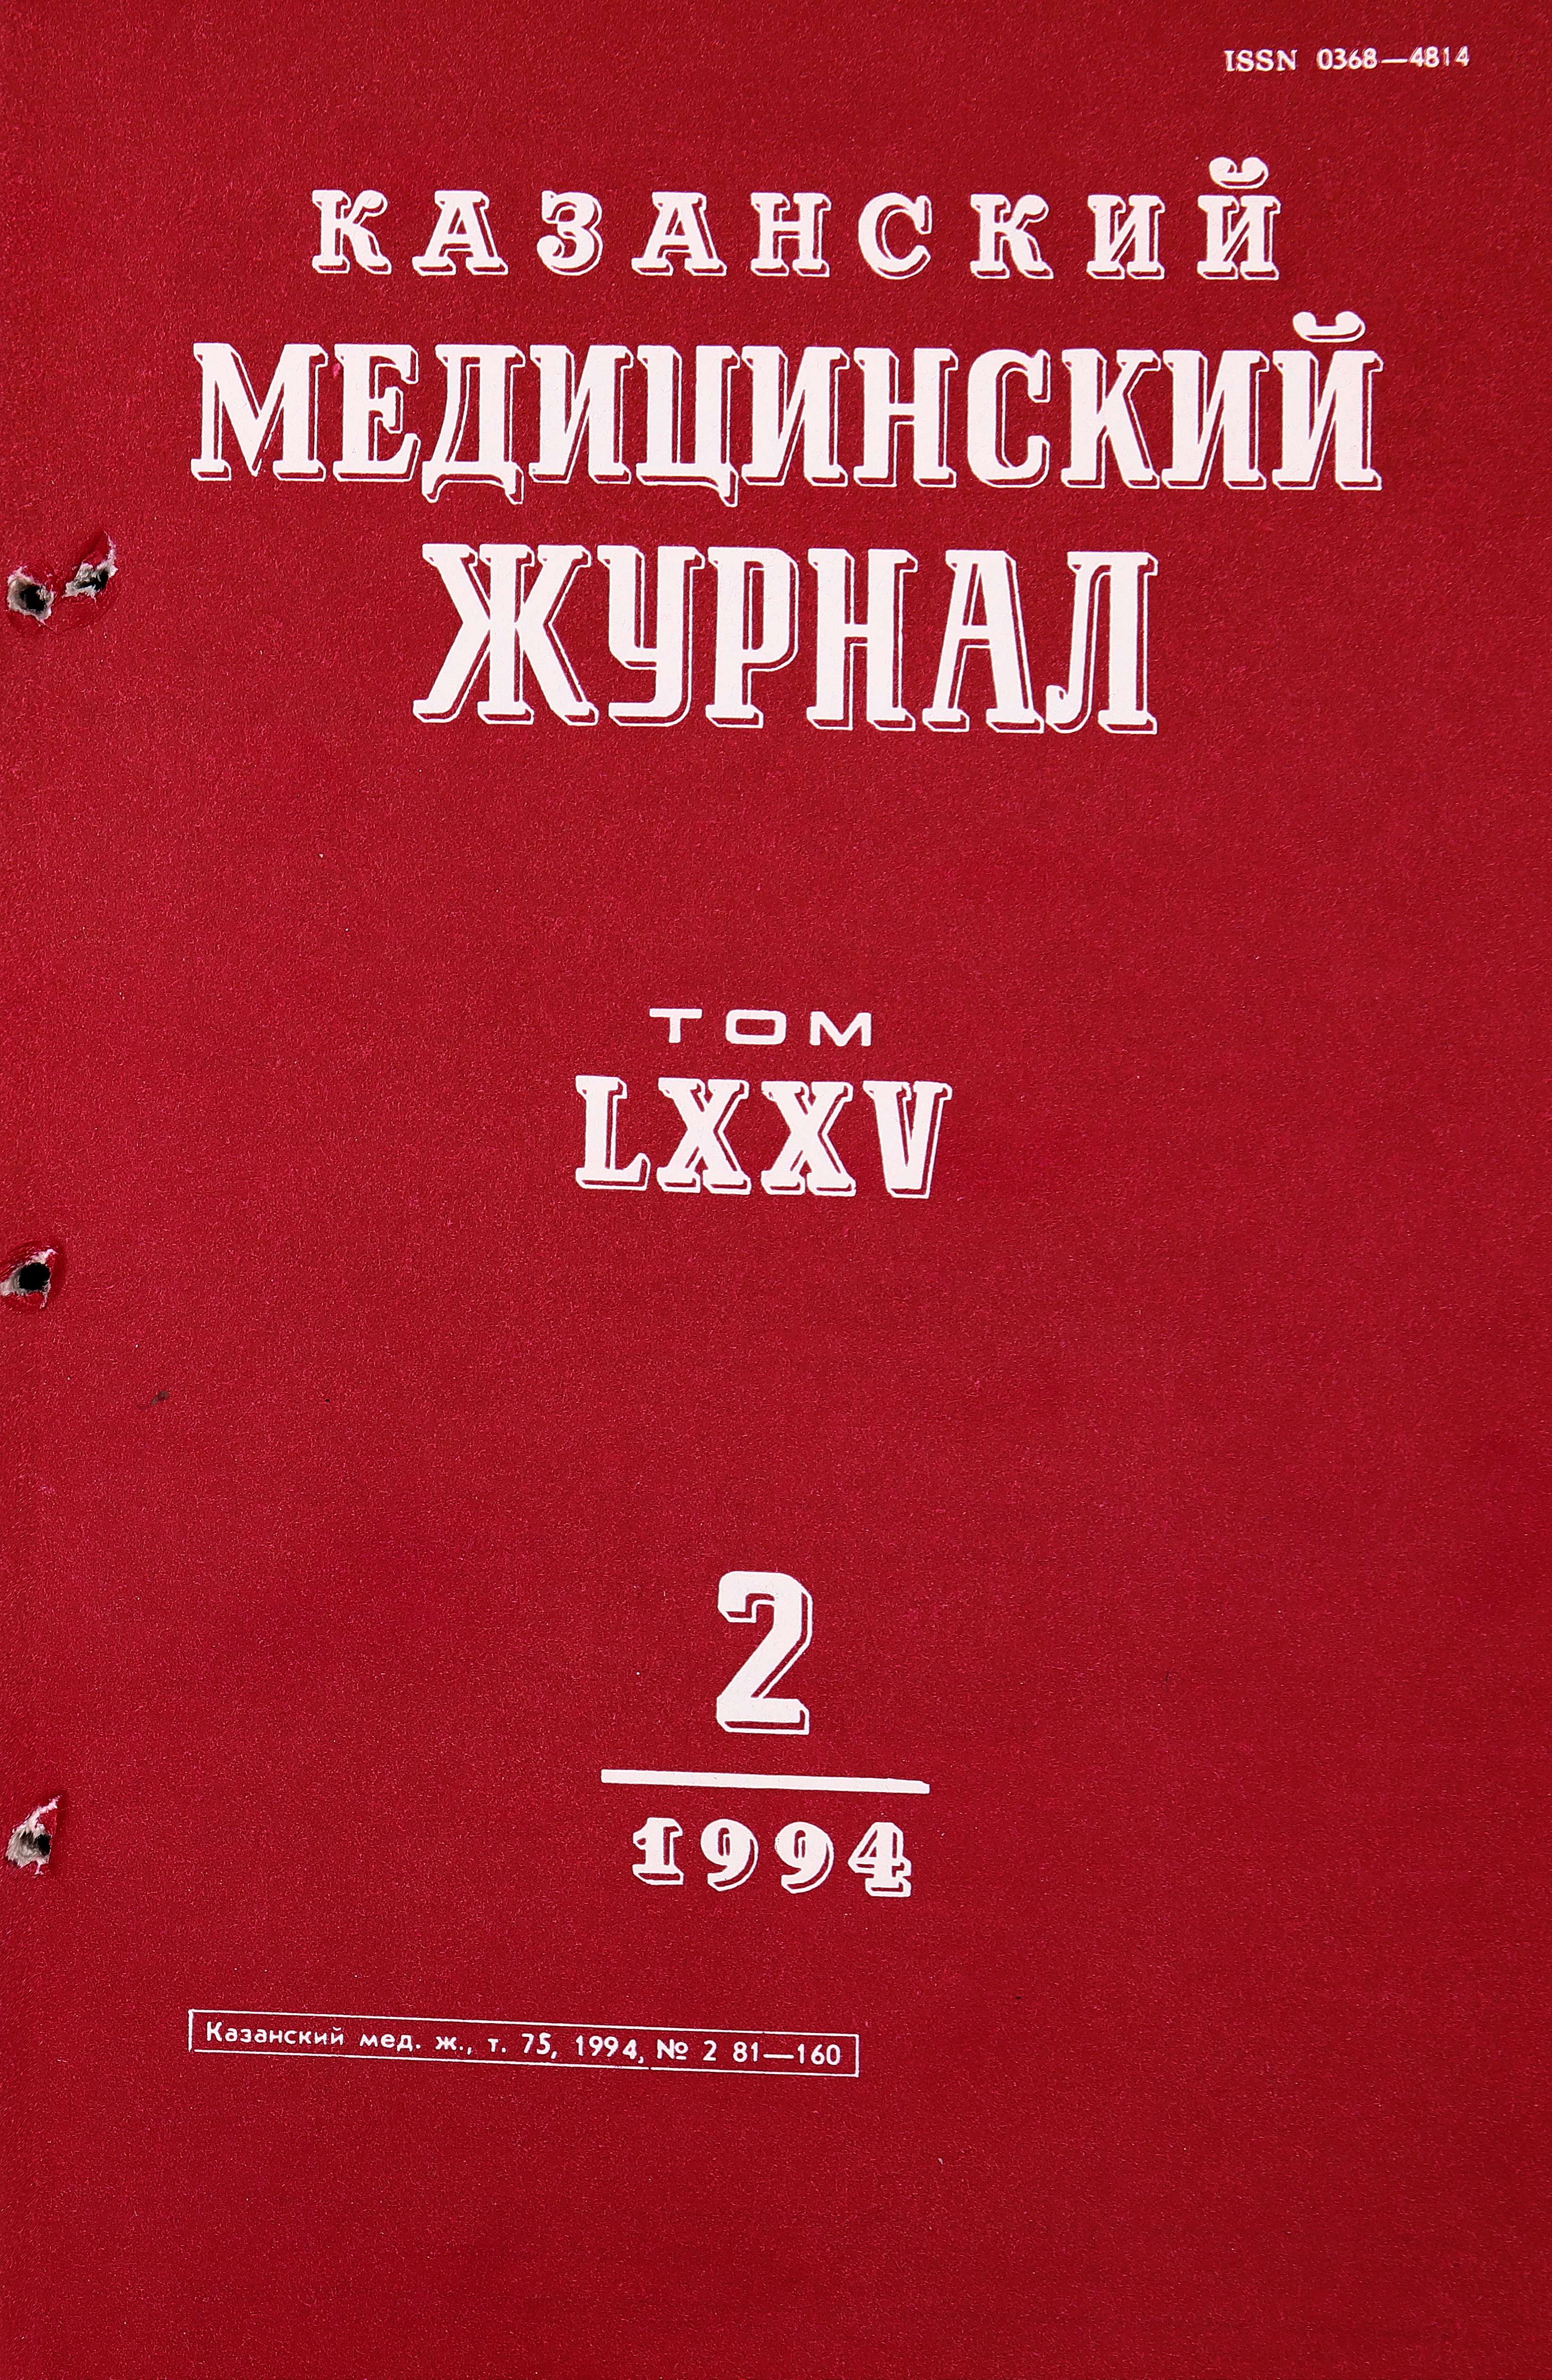 ISSN 0368—4814
КАЗАНСКИЙ
МЕДИЦИНСКИЙ
ЖУРНАЛ
ТОМ
LXXV
2
1994
Казанский мед. ж., т. 75, 1994, № 2 81—160